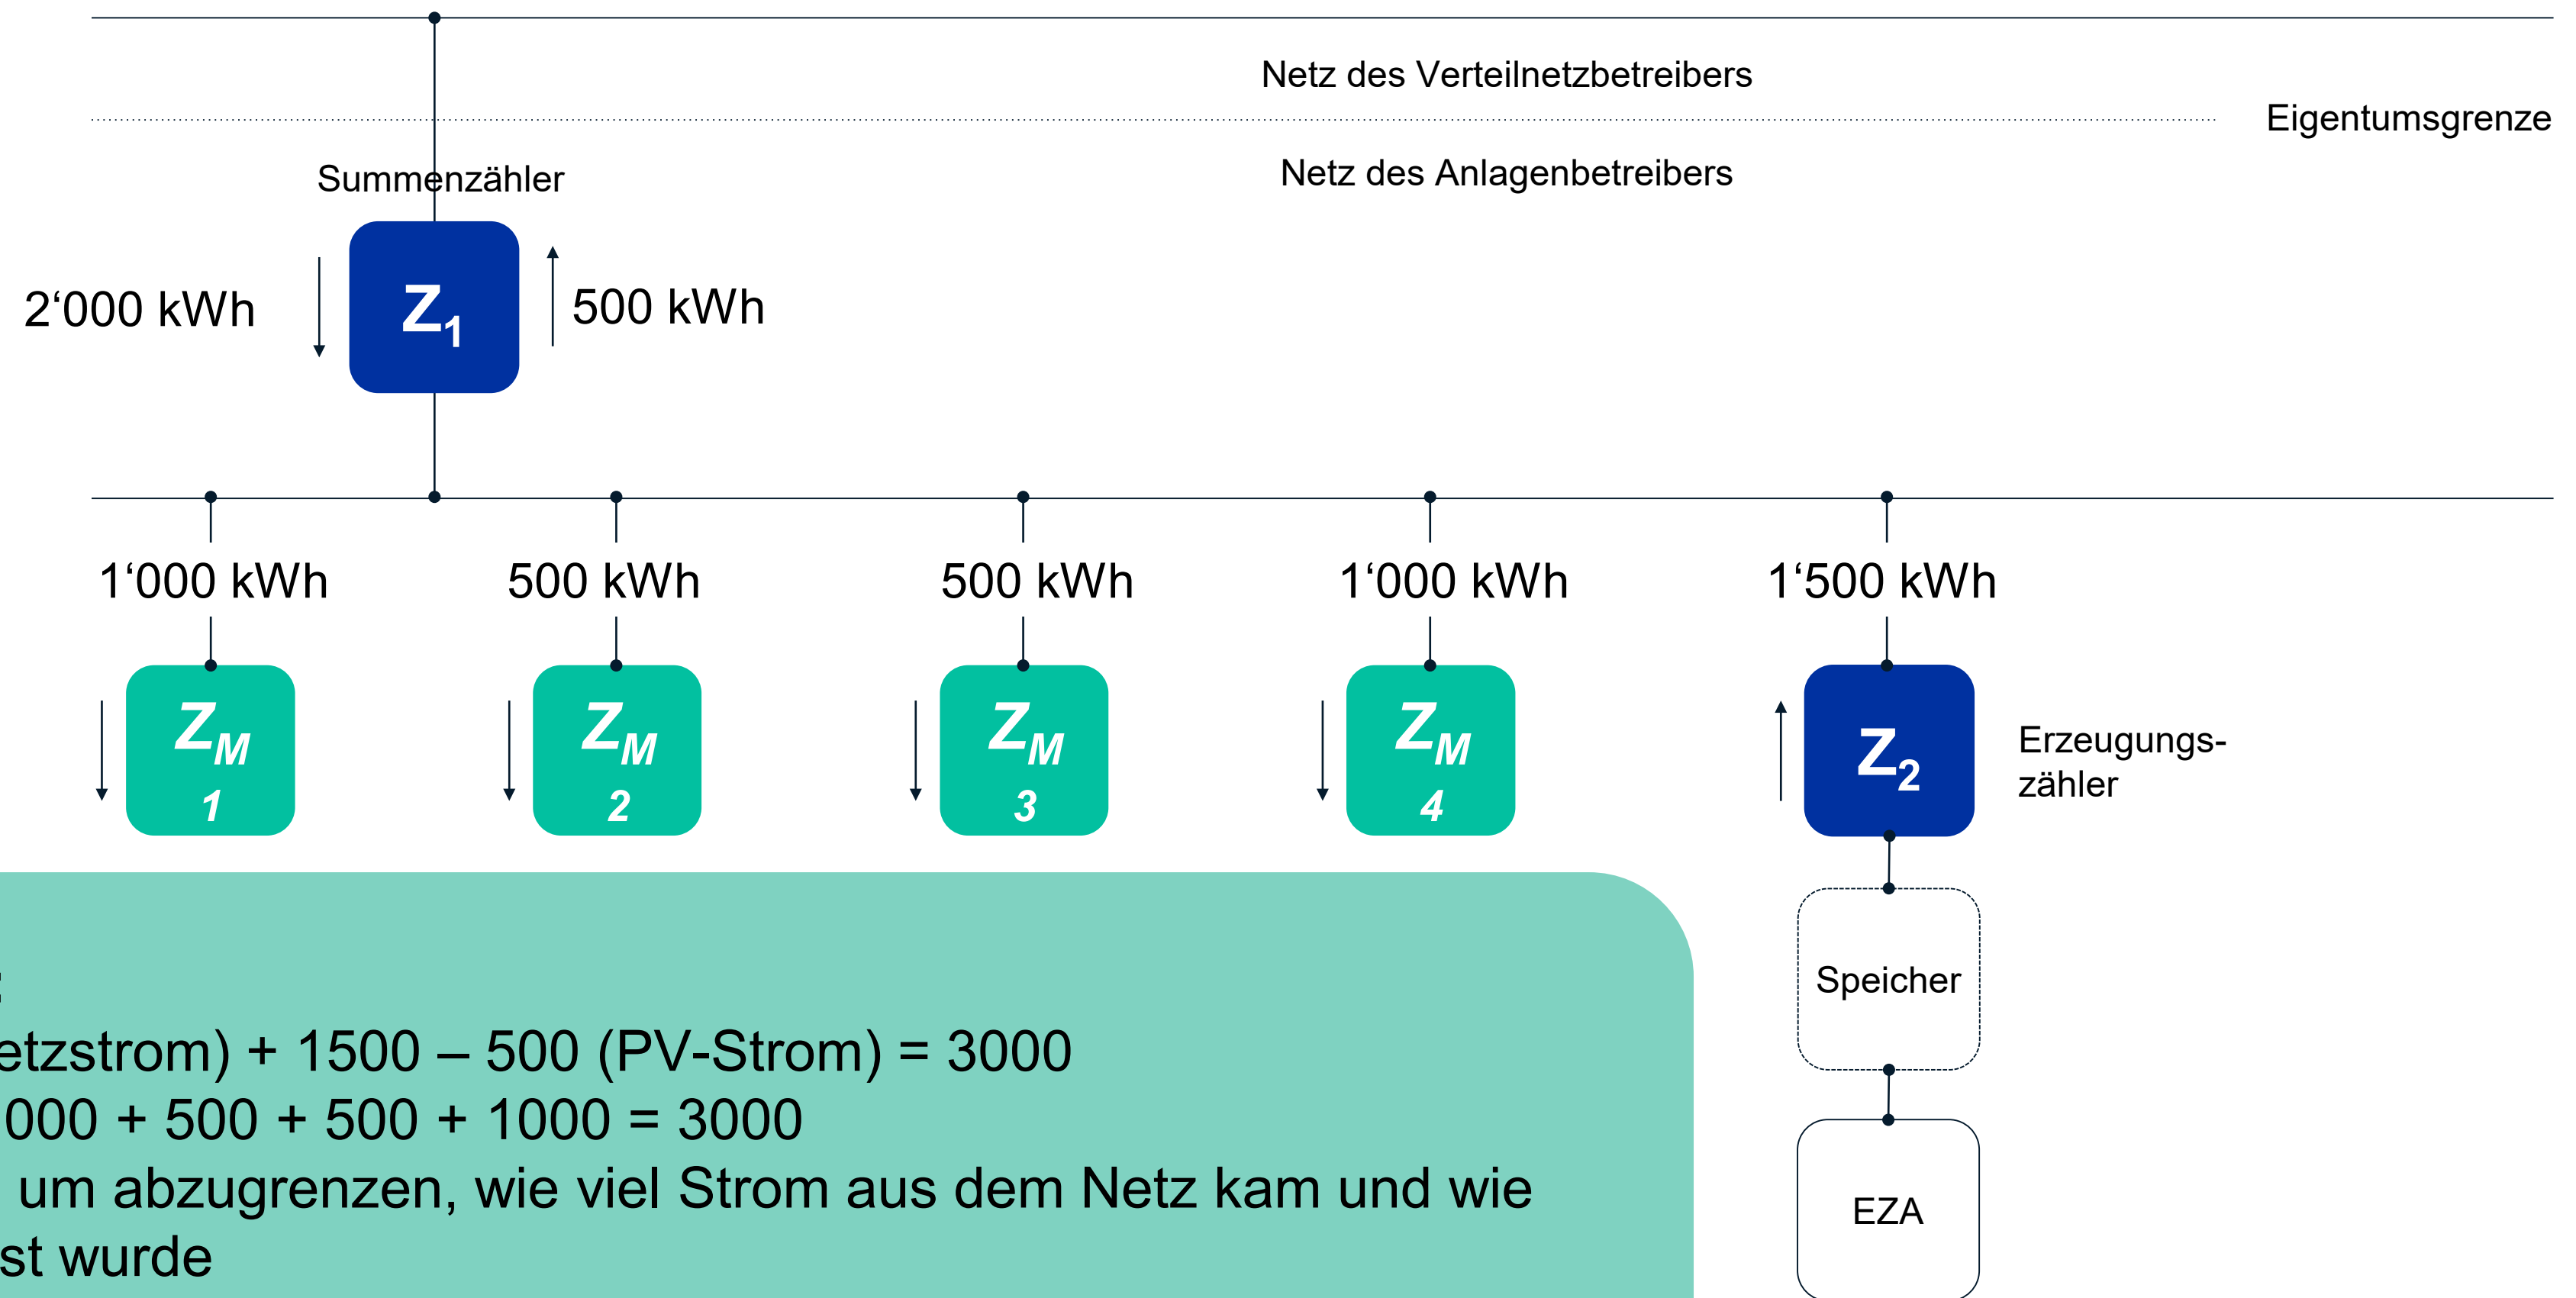 Netz des Verteilnetzbetreibers
Eigentumsgrenze
Netz des Anlagenbetreibers
Summenzähler
2‘000 kWh
Z1
500 kWh
1‘000 kWh
500 kWh
500 kWh
1‘000 kWh
1‘500 kWh
ZM
1
ZM
2
ZM
3
ZM
4
Z2
Erzeugungs-
zähler
Speicher
EZA
:
etzstrom) + 1500 – 500 (PV-Strom) = 3000
000 + 500 + 500 + 1000 = 3000
um abzugrenzen, wie viel Strom aus dem Netz kam und wie
st wurde